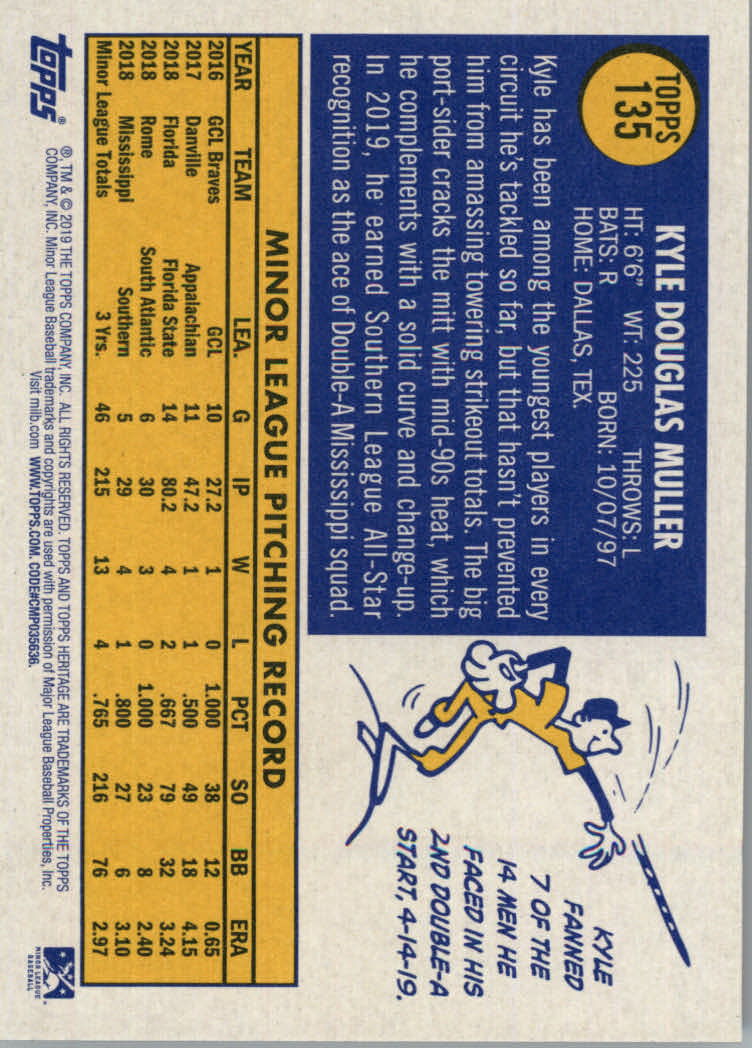 TOPPS
135
KYLE DOUGLAS MULLER
HT: 6'6" WT: 225 THROWS: L
BATS: R BORN: 10/07/97
HOME: DALLAS, TEX.
Kyle has been among the youngest players in every
circuit he's tackled so far, but that hasn't prevented
him from amassing towering strikeout totals. The big
port-sider cracks the mitt with mid-90s heat, which
he complements with a solid curve and change-up.
In 2019, he earned Southern League All-Star
recognition as the ace of Double-A Mississippi squad.
KYLE
FANNED
7 OF THE
14 MEN HE
FACED IN HIS
2ND DOUBLE-A
START, 4-14-19.
MINOR LEAGUE PITCHING RECORD
YEAR TEAM LEA. G IP W L PCT SO BB ERA
2016 GCL Braves GCL 10 27.2 1 0 1.000 38 12 0.65
2017 Danville Appalachian 11 47.2 1 1 .500 49 18 4.15
2018 Florida Florida State 14 80.2 4 2 .667 79 32 3.24
2018 Rome South Atlantic 6 30 3 0 1.000 23 8 2.40
2018 Mississippi Southern 5 29 4 1 .800 27 6 3.10
Minor League Totals 3 Yrs. 46 215 13 4 .765 216 76 2.97
TOPPS®
®, TM & © 2019 THE TOPPS COMPANY, INC. ALL RIGHTS RESERVED. TOPPS AND TOPPS HERITAGE ARE TRADEMARKS OF THE TOPPS
COMPANY, INC. Minor League Baseball trademarks and copyrights are used with permission of Major League Baseball Properties, Inc.
Visit milb.com WWW.TOPPS.COM. CODE#CMP035636.
MINOR LEAGUE
BASEBALL